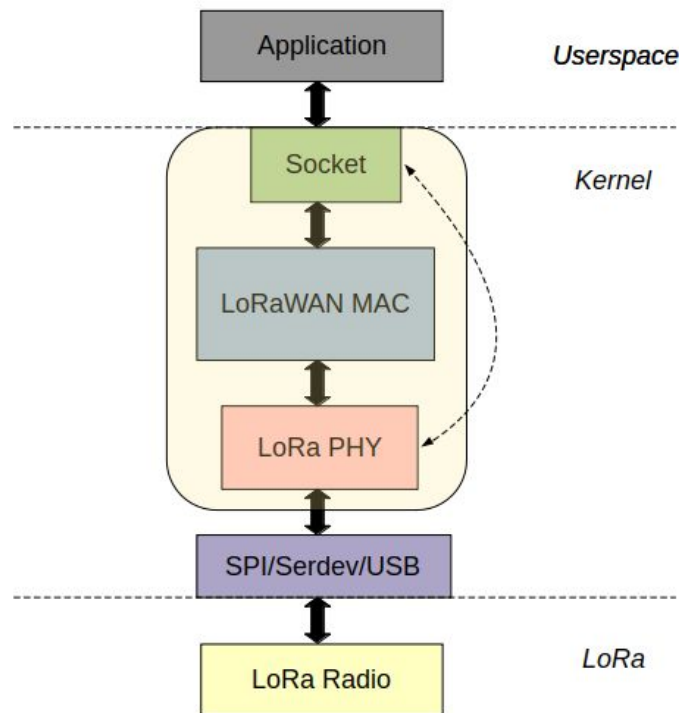 Application
Userspace
Socket
Kernel
LoRaWAN MAC
LoRa PHY
SPI/Serdev/USB
LoRa
LoRa Radio